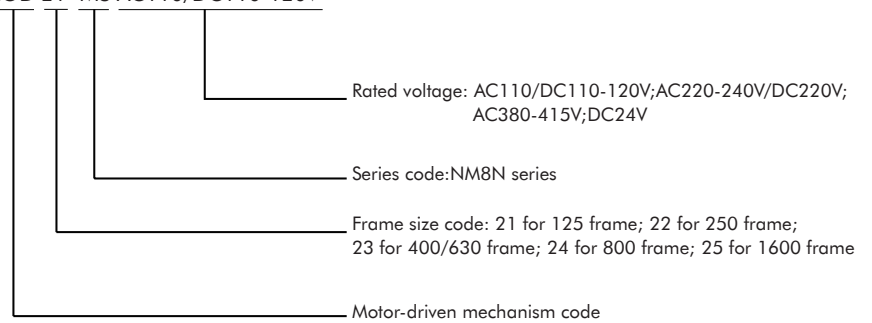 Rated voltage: AC110/DC110-120V;AC220-240V/DC220V;
AC380-415V;DC24V
Series code:NM8N series
Frame size code: 21 for 125 frame; 22 for 250 frame;
23 for 400/630 frame; 24 for 800 frame; 25 for 1600 frame
Motor-driven mechanism code